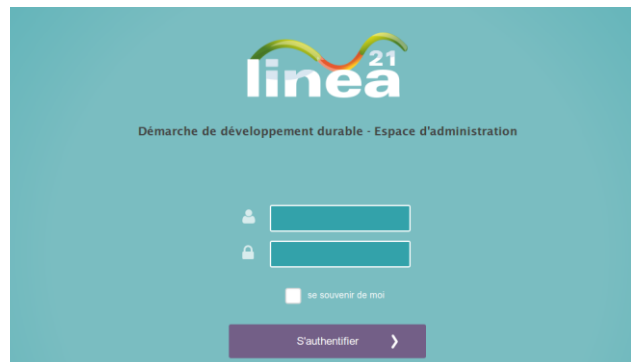 linea 21
Démarche de développement durable - Espace d'administration
se souvenir de moi
S'authentifier